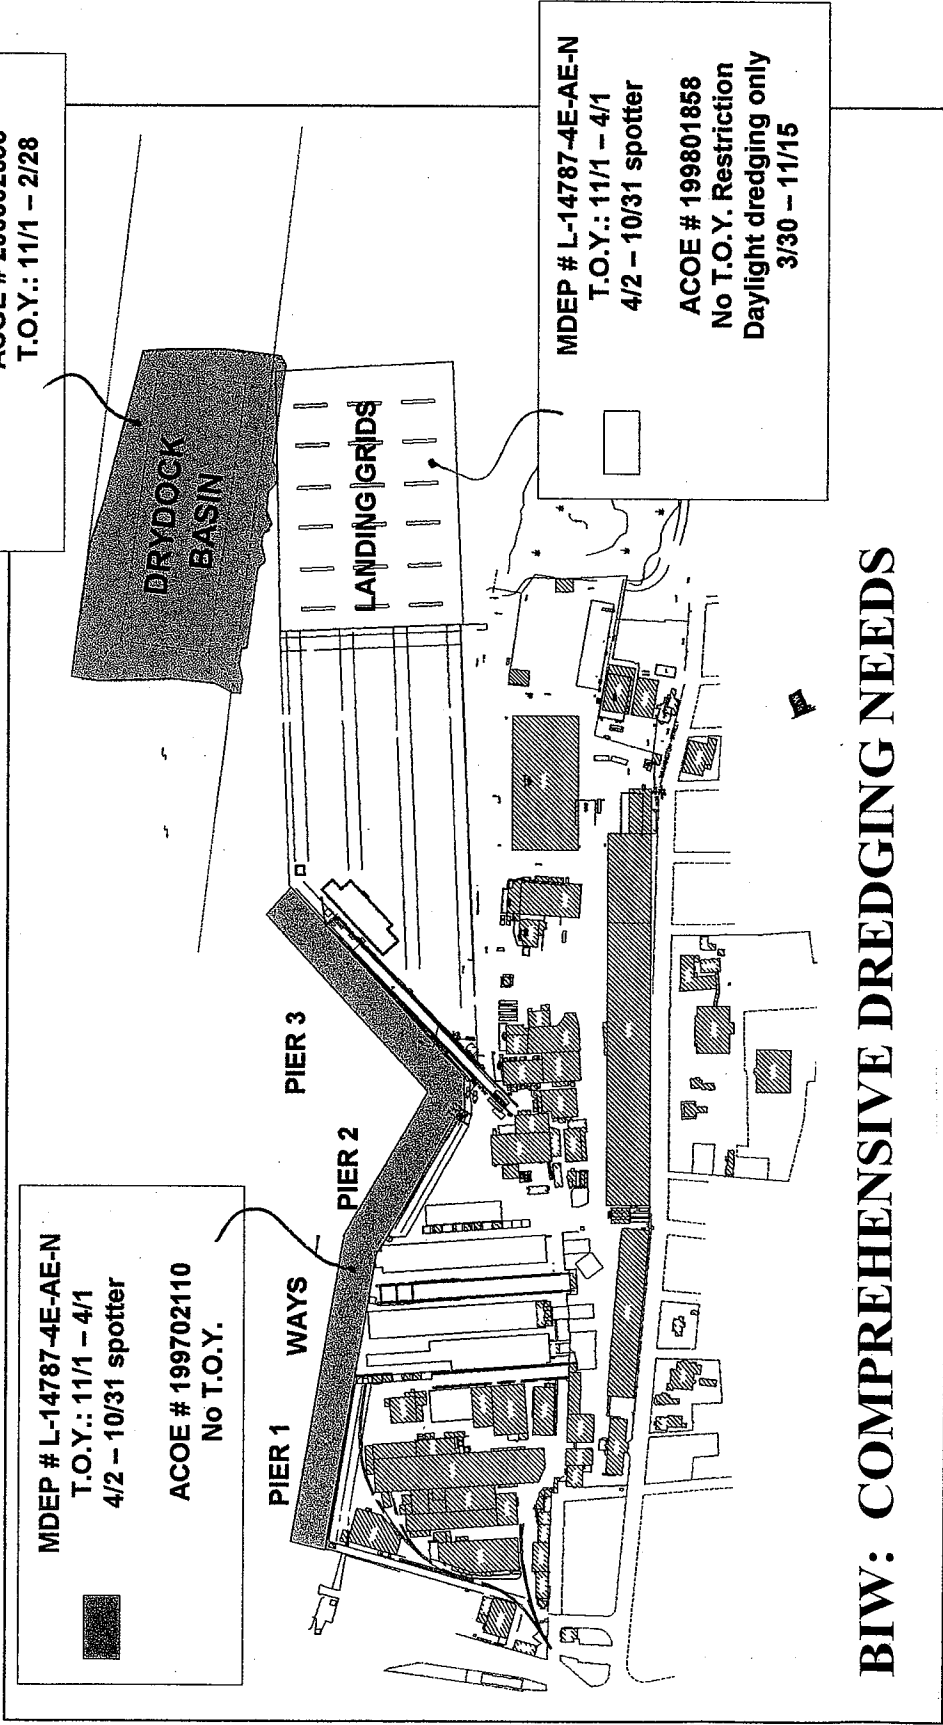 T.O.Y.: 11/1 – 2/28
MDEP # L-14787-4E-AE-N
T.O.Y.: 11/1 – 4/1
4/2 – 10/31 spotter
ACOE # 199702110
No T.O.Y.
PIER 1
WAYS
PIER 2
PIER 3
DRYDOCK
BASIN
LANDING GRIDS
MDEP # L-14787-4E-AE-N
T.O.Y.: 11/1 – 4/1
4/2 – 10/31 spotter
ACOE # 199801858
No T.O.Y. Restriction
Daylight dredging only
3/30 – 11/15
BIW: COMPREHENSIVE DREDGING NEEDS